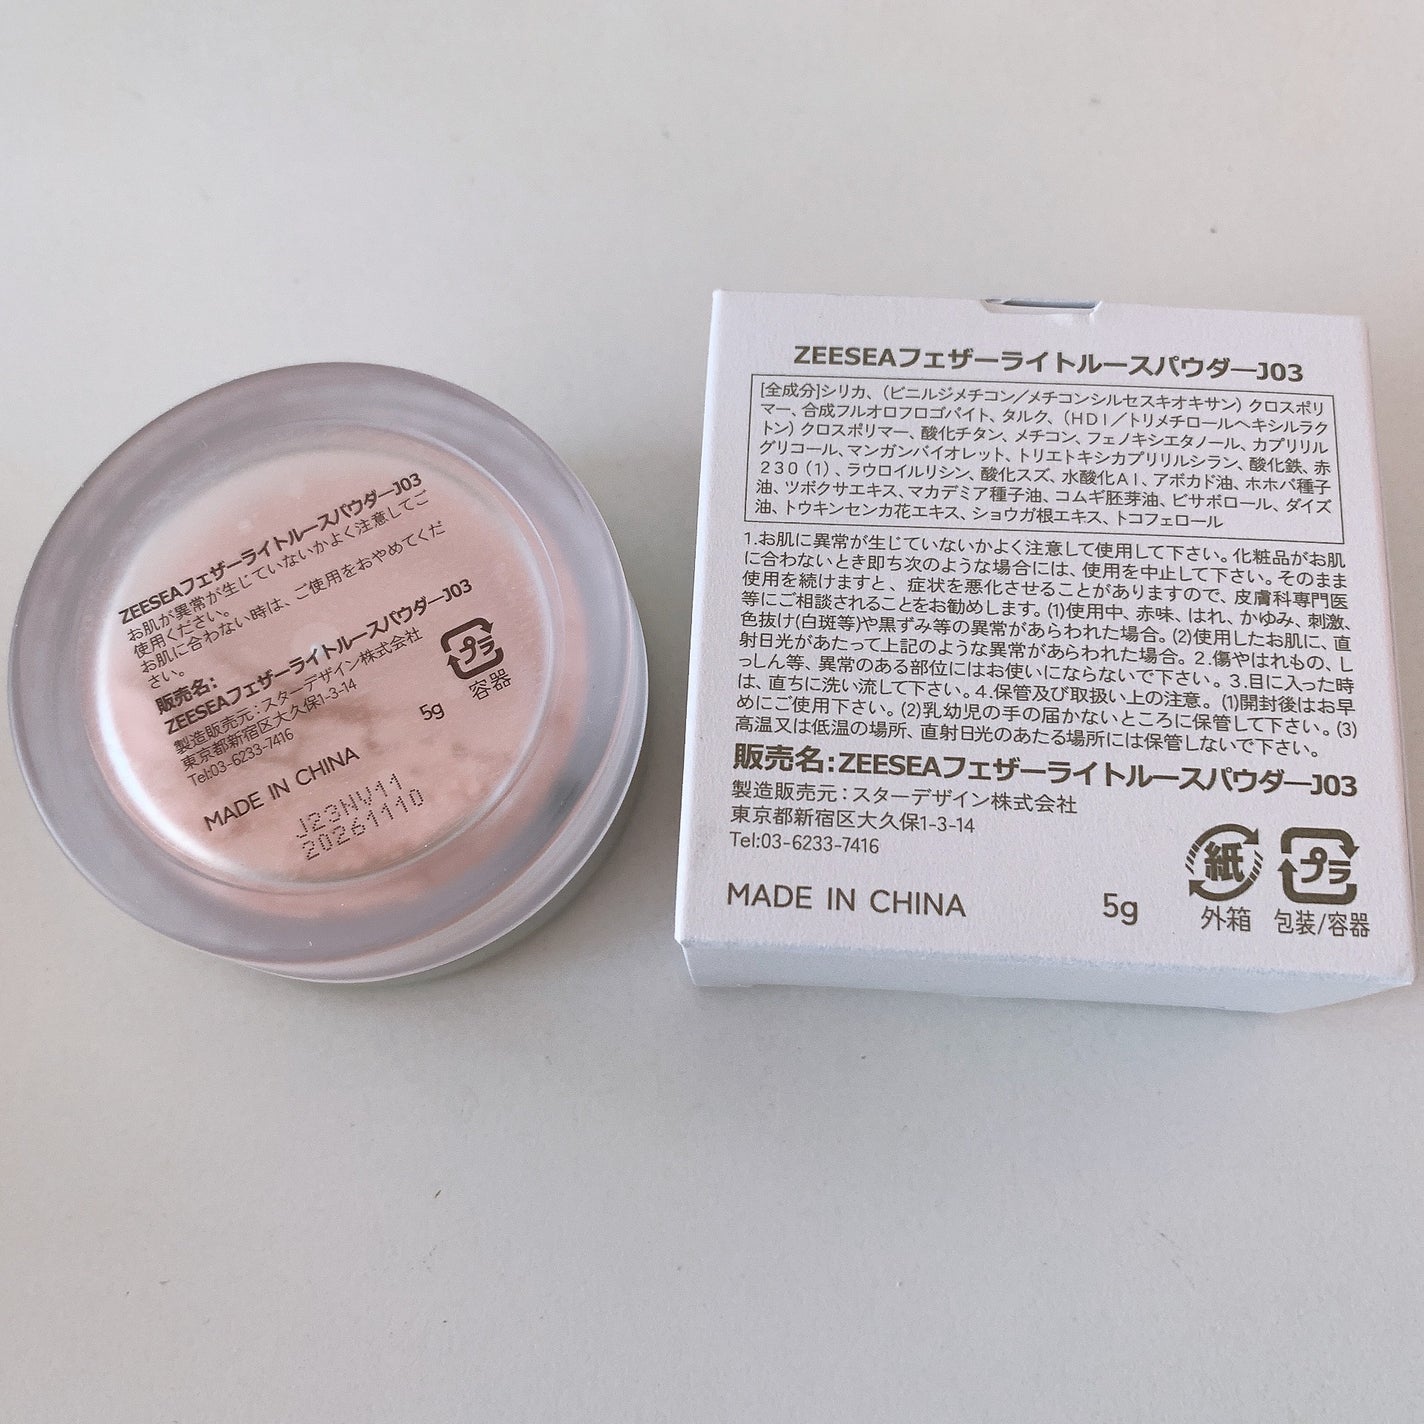 ZEESEAフェザーライトルースパウダーJ03
お肌が異常が生じていないかよく注意してご
使用ください。
お肌に合わない時は、ご使用をおやめてくだ
さい。
販売名：
ZEESEAフェザーライトルースパウダーJ03
製造販売元：スターデザイン株式会社
東京都新宿区大久保1-3-14
Tel:03-6233-7416
5g
プラ
容器
MADE IN CHINA
J23NV11
20261110
ZEESEAフェザーライトルースパウダーJ03
[全成分]シリカ、（ビニルジメチコン／メチコンシルセスキオキサン）クロスポリ
マー、合成フルオロフロゴパイト、タルク、（HDI／トリメチロールヘキシルラク
トン）クロスポリマー、酸化チタン、メチコン、フェノキシエタノール、カプリリル
グリコール、マンガンバイオレット、トリエトキシカプリリルシラン、酸化鉄、赤
230（1）、ラウロイルリシン、酸化スズ、水酸化Al、アボカド油、ホホバ種子
油、ツボクサエキス、マカデミア種子油、コムギ胚芽油、ビサボロール、ダイズ
油、トウキンセンカ花エキス、ショウガ根エキス、トコフェロール
1.お肌に異常が生じていないかよく注意して使用して下さい。化粧品がお肌
に合わないとき即ち次のような場合には、使用を中止して下さい。そのまま
使用を続けますと、症状を悪化させることがありますので、皮膚科専門医
等にご相談されることをお勧めします。(1)使用中、赤味、はれ、かゆみ、刺激、
色抜け(白斑等)や黒ずみ等の異常があらわれた場合。(2)使用したお肌に、直
射日光があたって上記のような異常があらわれた場合。2.傷やはれもの、し
っしん等、異常のある部位にはお使いにならないで下さい。3.目に入った時
は、直ちに洗い流して下さい。4.保管及び取扱い上の注意。(1)開封後はお早
めにご使用下さい。(2)乳幼児の手の届かないところに保管して下さい。(3)
高温又は低温の場所、直射日光のあたる場所には保管しないで下さい。
販売名：ZEESEAフェザーライトルースパウダーJ03
製造販売元：スターデザイン株式会社
東京都新宿区大久保1-3-14
Tel:03-6233-7416
MADE IN CHINA
5g
紙
外箱
プラ
包装/容器